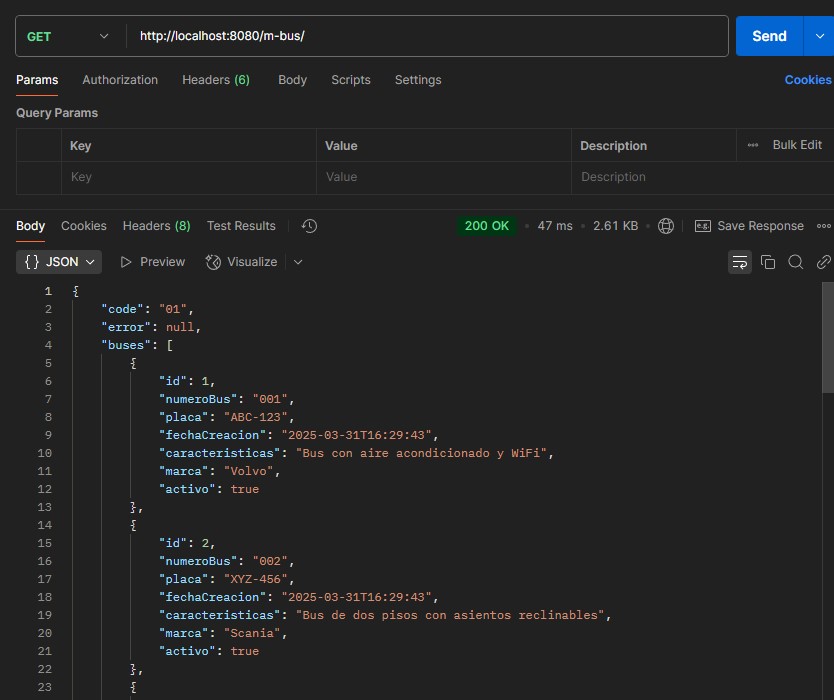 GET http://localhost:8080/m-bus/ Send
Params Authorization Headers (6) Body Scripts Settings Cookies
Query Params
Key Value Description ••• Bulk Edit
Key Value Description
Body Cookies Headers (8) Test Results 200 OK • 47 ms • 2.61 KB • e.g. Save Response •••
{} JSON Preview Visualize
1 {
2 "code": "01",
3 "error": null,
4 "buses": [
5 {
6 "id": 1,
7 "numeroBus": "001",
8 "placa": "ABC-123",
9 "fechaCreacion": "2025-03-31T16:29:43",
10 "caracteristicas": "Bus con aire acondicionado y WiFi",
11 "marca": "Volvo",
12 "activo": true
13 },
14 {
15 "id": 2,
16 "numeroBus": "002",
17 "placa": "XYZ-456",
18 "fechaCreacion": "2025-03-31T16:29:43",
19 "caracteristicas": "Bus de dos pisos con asientos reclinables",
20 "marca": "Scania",
21 "activo": true
22 },
23 {